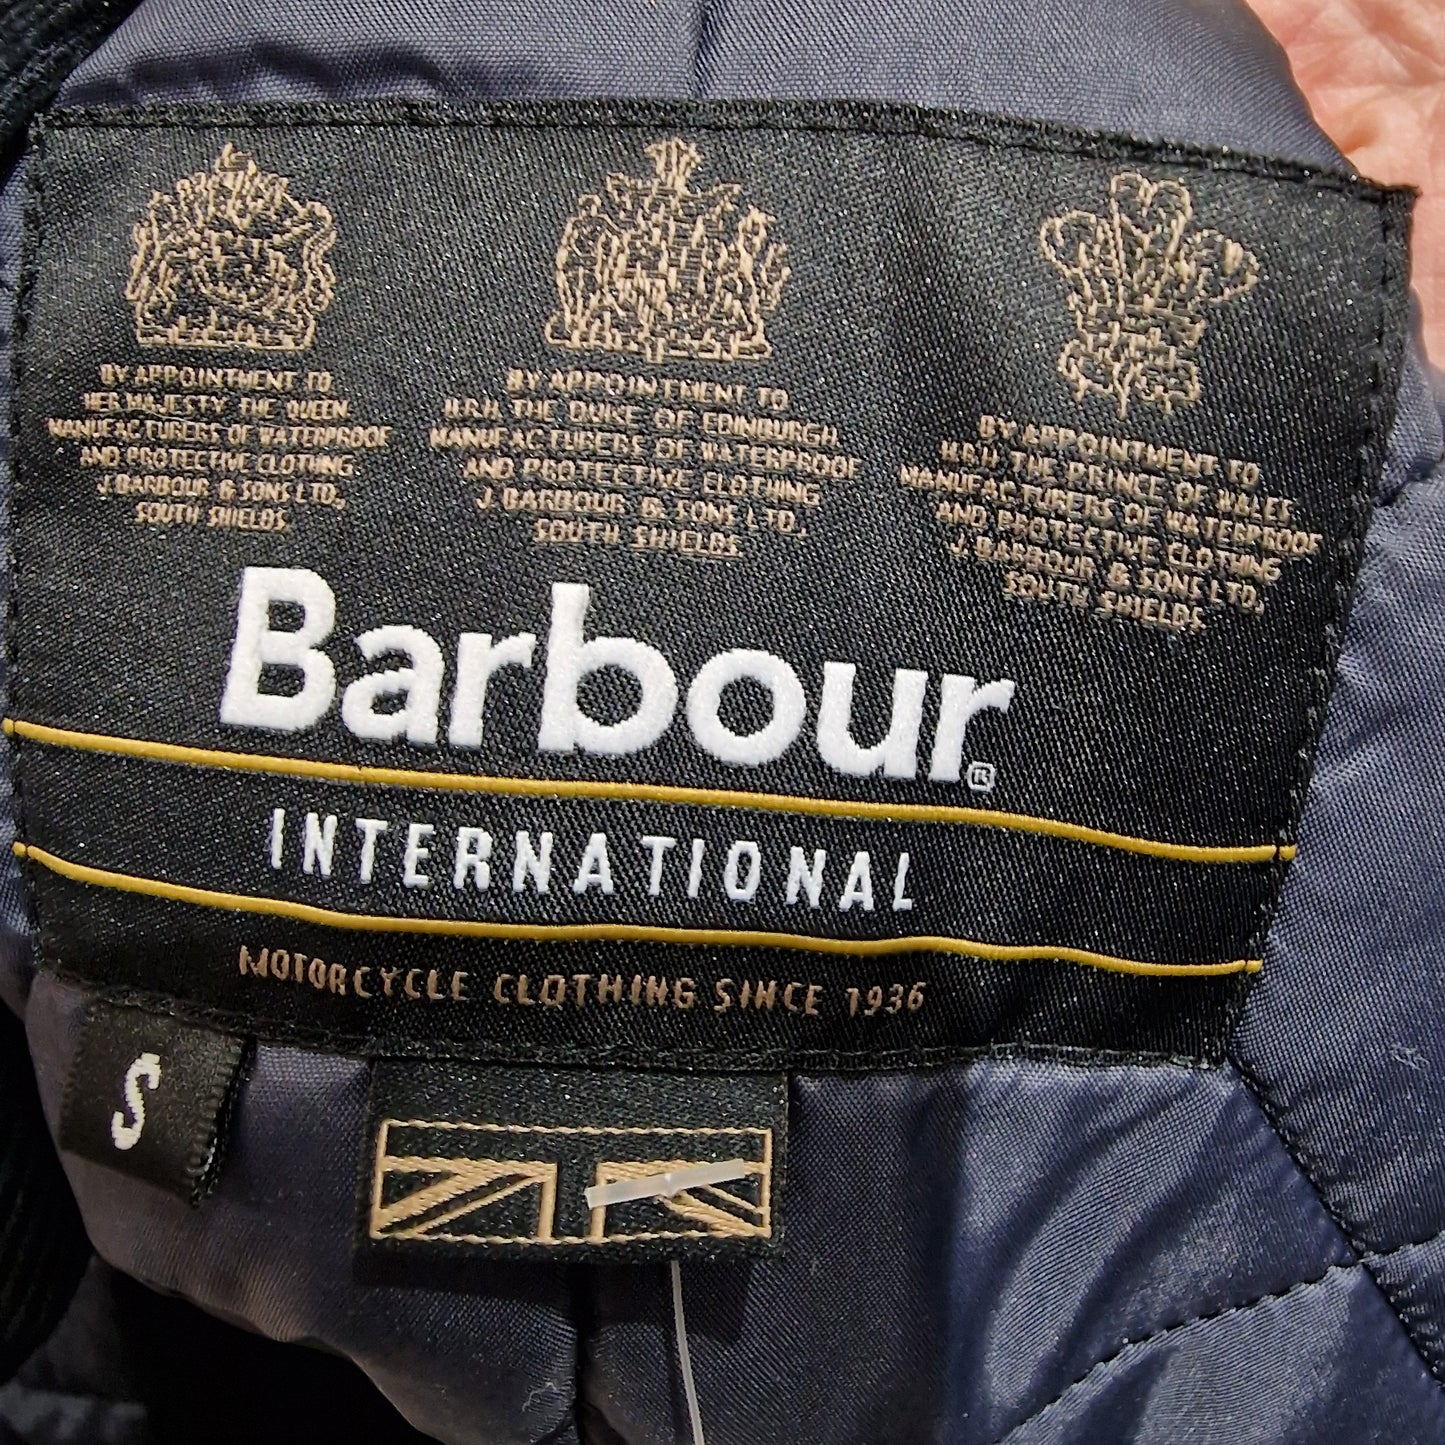 BY APPOINTMENT TO
HER MAJESTY THE QUEEN
MANUFACTURERS OF WATERPROOF
AND PROTECTIVE CLOTHING
J. BARBOUR & SONS LTD,
SOUTH SHIELDS
BY APPOINTMENT TO
H.R.H. THE DUKE OF EDINBURGH
MANUFACTURERS OF WATERPROOF
AND PROTECTIVE CLOTHING
J. BARBOUR & SONS LTD,
SOUTH SHIELDS
BY APPOINTMENT TO
H.R.H. THE PRINCE OF WALES
MANUFACTURERS OF WATERPROOF
AND PROTECTIVE CLOTHING
J. BARBOUR & SONS LTD,
SOUTH SHIELDS
Barbour®
INTERNATIONAL
MOTORCYCLE CLOTHING SINCE 1936
S